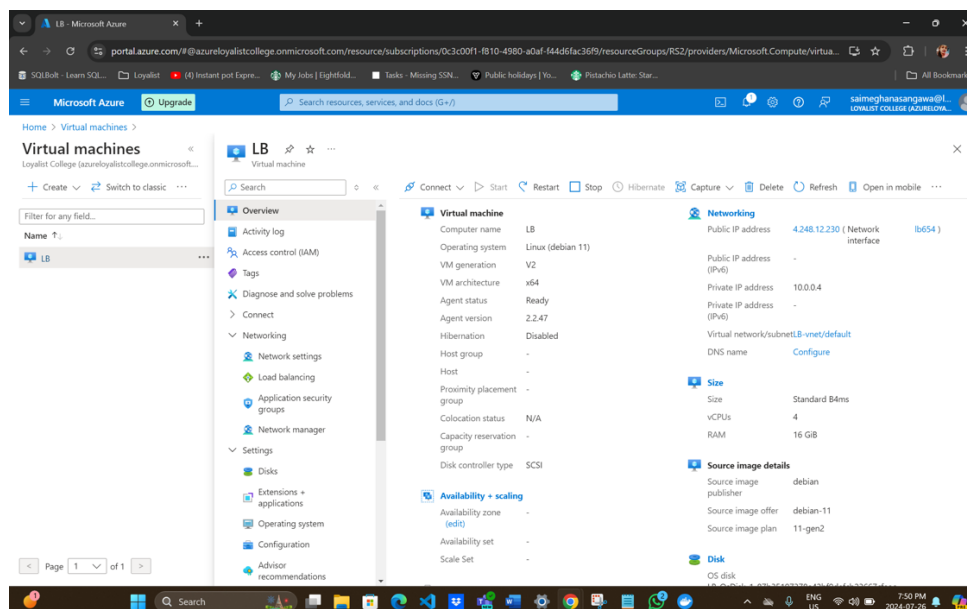 LB - Microsoft Azure
portal.azure.com/#@azureloyalistcollege.onmicrosoft.com/resource/subscriptions/0c3c00f1-f810-4980-a0af-f44d6fac36f9/resourceGroups/RS2/providers/Microsoft.Compute/virtua...
SQLBolt - Learn SQL... Loyalist (4) Instant pot Expre... My Jobs | Eightfold... Tasks - Missing SSN... Public holidays | Yo... Pistachio Latte: Star... All Bookmark
Microsoft Azure Upgrade Search resources, services, and docs (G+/) 1 saimeghanasangawa@l...
LOYALIST COLLEGE (AZURELOYA...
Home > Virtual machines >
Virtual machines
Loyalist College (azureloyalistcollege.onmicrosoft....
+ Create Switch to classic ...
Filter for any field...
Name ↑
LB ...
< Page 1 of 1 >
LB ...
Virtual machine
Search
Connect Start Restart Stop Hibernate Capture Delete Refresh Open in mobile ...
Overview
Activity log
Access control (IAM)
Tags
Diagnose and solve problems
Connect
Networking
Network settings
Load balancing
Application security
groups
Network manager
Settings
Disks
Extensions +
applications
Operating system
Configuration
Advisor
recommendations
Virtual machine
Computer name LB
Operating system Linux (debian 11)
VM generation V2
VM architecture x64
Agent status Ready
Agent version 2.2.47
Hibernation Disabled
Host group -
Host -
Proximity placement -
group
Colocation status N/A
Capacity reservation -
group
Disk controller type SCSI
Availability + scaling
Availability zone -
(edit)
Availability set -
Scale Set -
Networking
Public IP address 4.248.12.230 ( Network lb654 )
interface
Public IP address -
(IPv6)
Private IP address 10.0.0.4
Private IP address -
(IPv6)
Virtual network/subnet LB-vnet/default
DNS name Configure
Size
Size Standard B4ms
vCPUs 4
RAM 16 GiB
Source image details
Source image debian
publisher
Source image offer debian-11
Source image plan 11-gen2
Disk
OS disk
Search
ENG
US
7:50 PM
2024-07-26